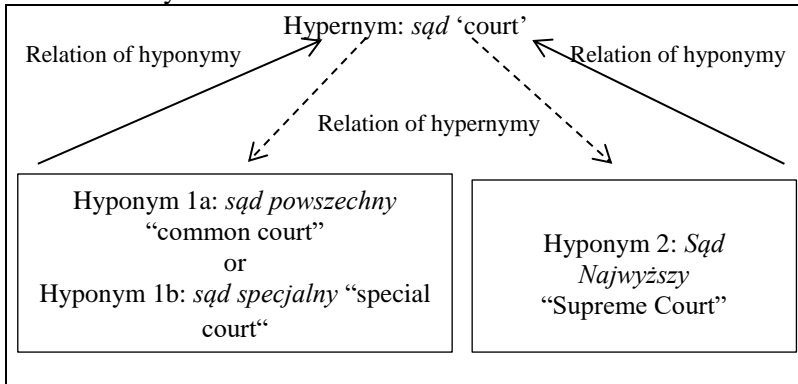 Hypernym: sąd ‘court’
Relation of hyponymy
Relation of hyponymy
Relation of hypernymy
Hyponym 1a: sąd powszechny
“common court”
or
Hyponym 1b: sąd specjalny “special
court“
Hyponym 2: Sąd
Najwyższy
“Supreme Court”